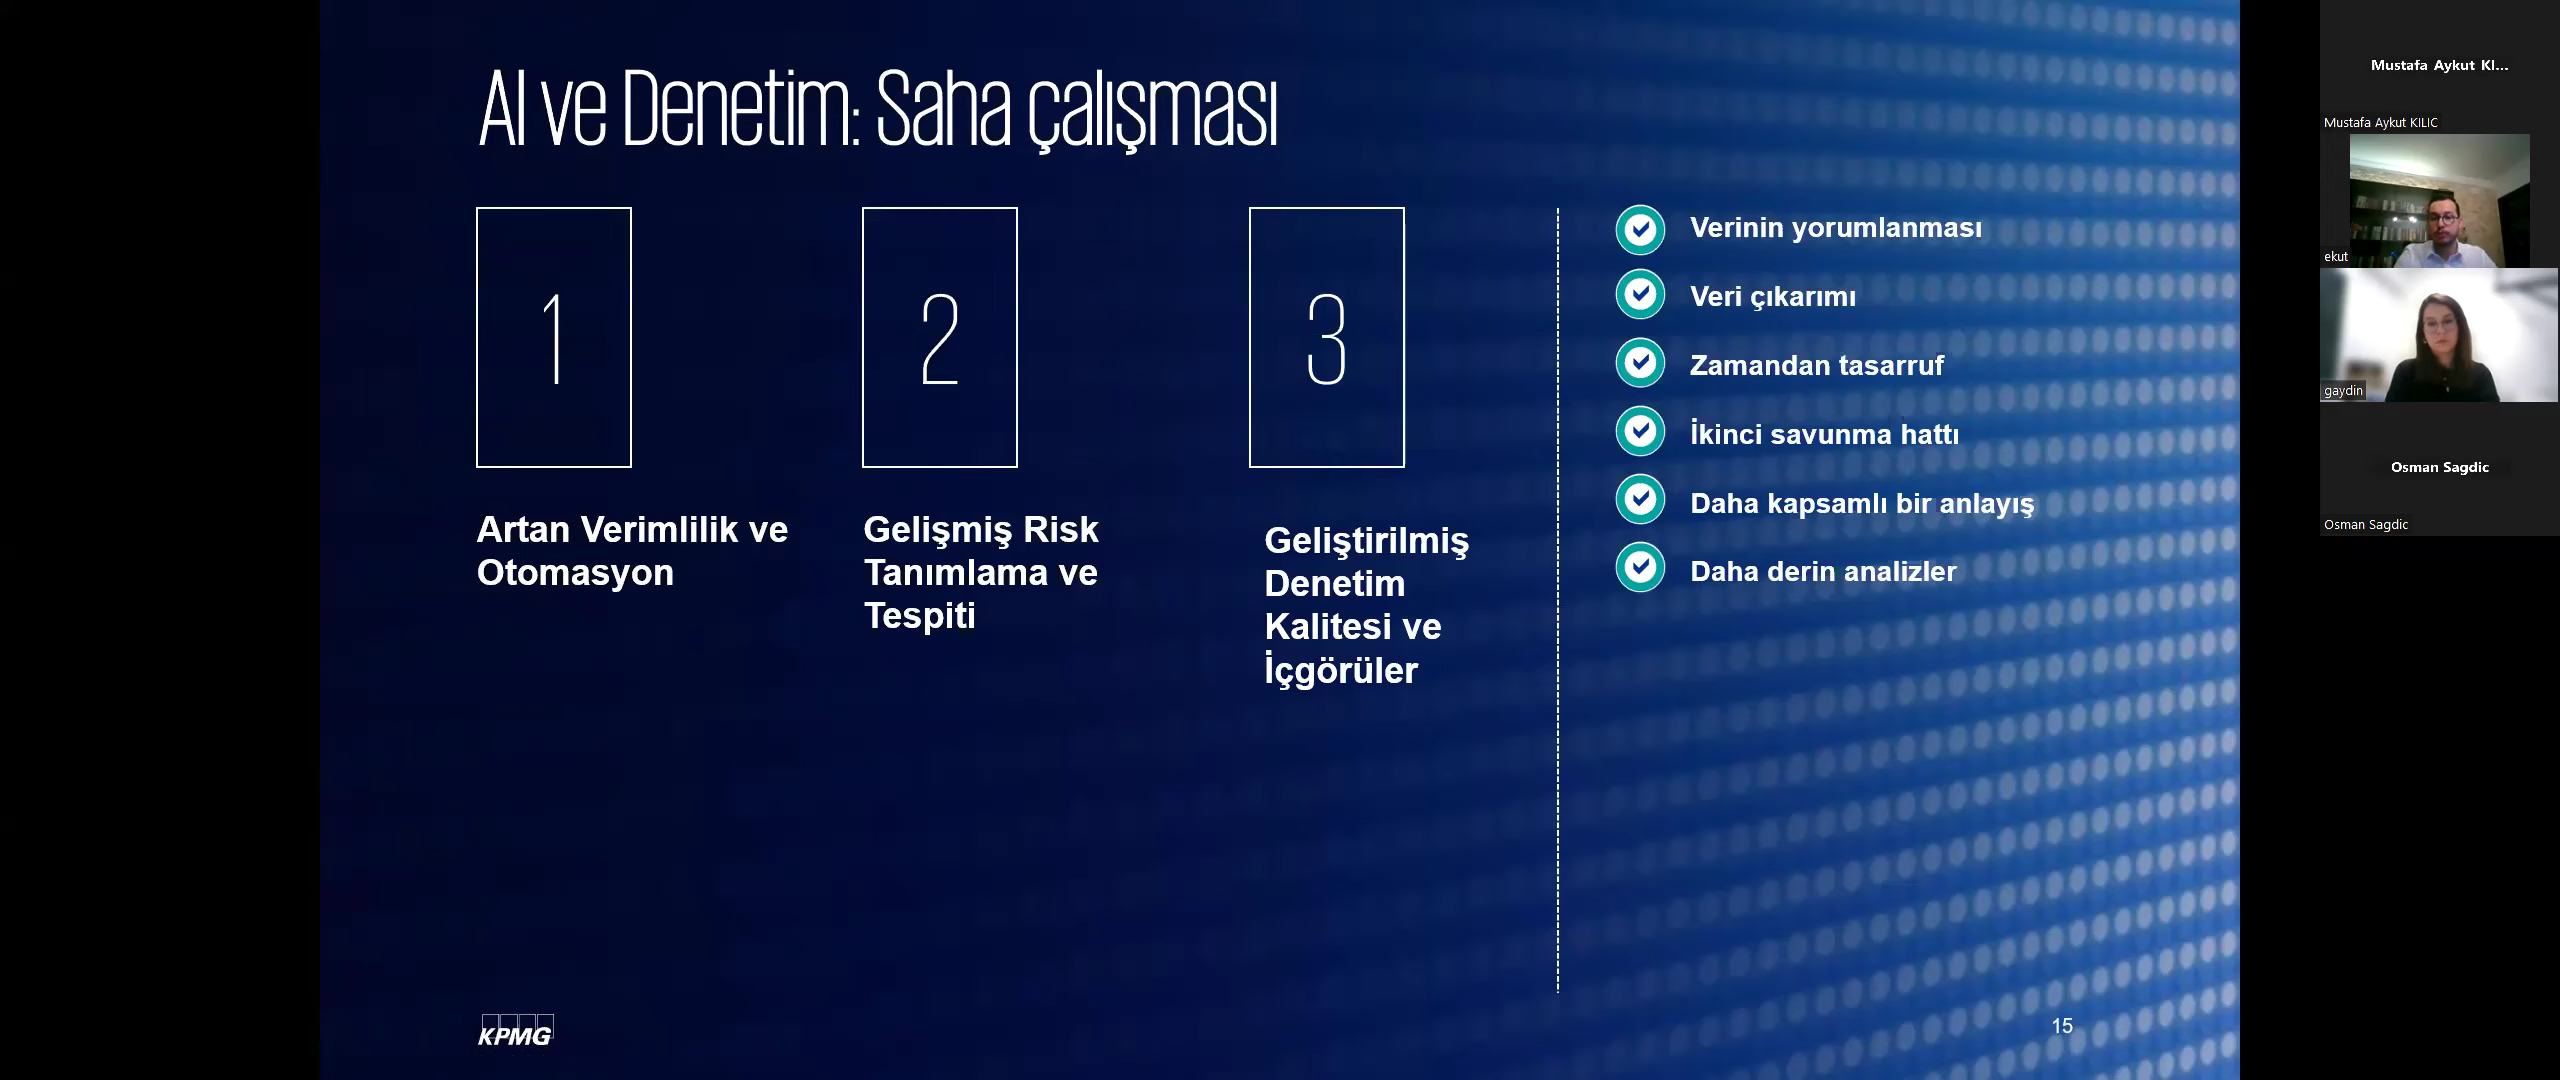 AI ve Denetim: Saha çalışması
1
Artan Verimlilik ve
Otomasyon
2
Gelişmiş Risk
Tanımlama ve
Tespiti
3
Geliştirilmiş
Denetim
Kalitesi ve
İçgörüler
Verinin yorumlanması
Veri çıkarımı
Zamandan tasarruf
İkinci savunma hattı
Daha kapsamlı bir anlayış
Daha derin analizler
KPMG
15
Mustafa Aykut KI...
Mustafa Aykut KILIC
ekut
gaydin
Osman Sagdic
Osman Sagdic